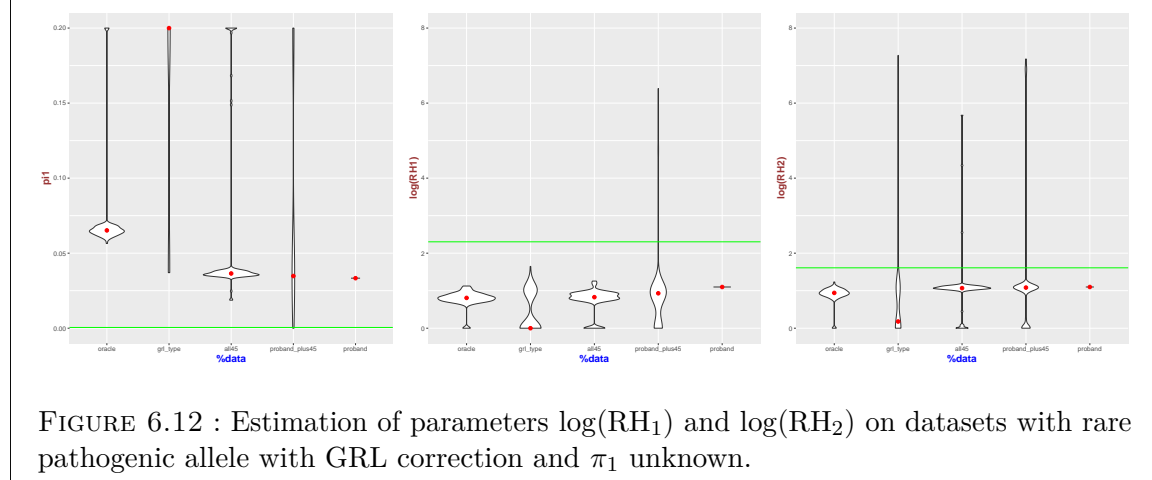 0.20
0.15
0.10
0.05
0.00
pi1
oracle grl_type all45 proband_plus45 proband
%data
8
6
4
2
0
log(RH1)
oracle grl_type all45 proband_plus45 proband
%data
8
6
4
2
0
log(RH2)
oracle grl_type all45 proband_plus45 proband
%data
FIGURE 6.12 : Estimation of parameters log(RH₁) and log(RH₂) on datasets with rare
pathogenic allele with GRL correction and π₁ unknown.